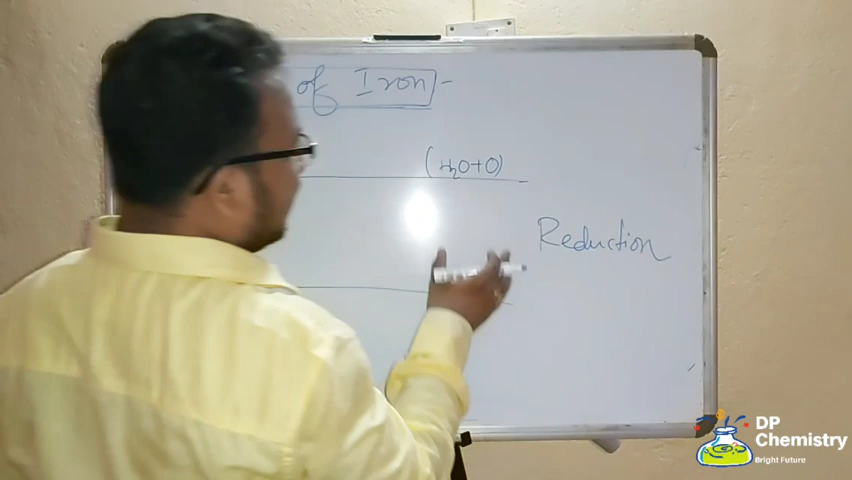 of Iron -
(H2O+O)
Reduction
DP
Chemistry
Bright Future